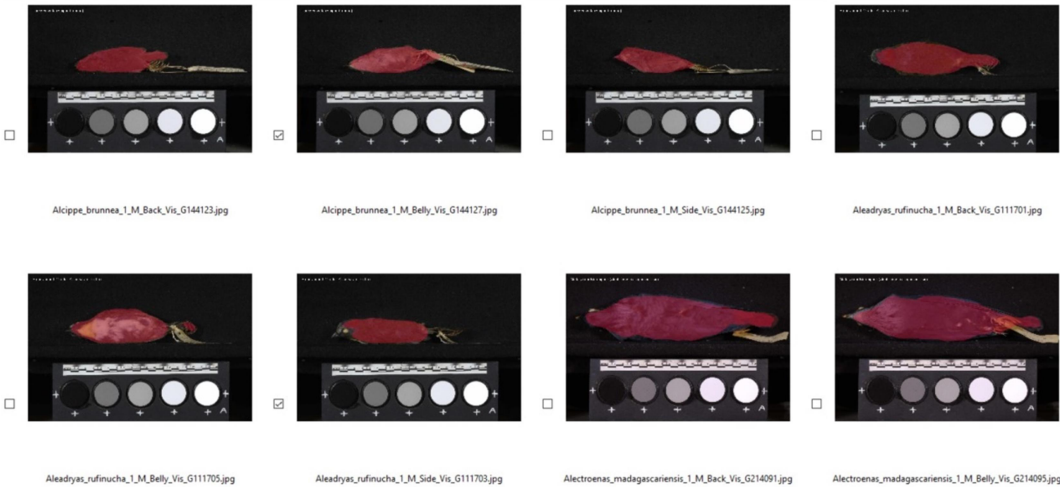 Alcippe_brunnea_1_M_Back_Vis_G144123.jpg
Alcippe_brunnea_1_M_Belly_Vis_G144127.jpg
Alcippe_brunnea_1_M_Side_Vis_G144125.jpg
Aleadryas_rufinucha_1_M_Back_Vis_G111701.jpg
Aleadryas_rufinucha_1_M_Belly_Vis_G111705.jpg
Aleadryas_rufinucha_1_M_Side_Vis_G111703.jpg
Alectroenas_madagascariensis_1_M_Back_Vis_G214091.jpg
Alectroenas_madagascariensis_1_M_Belly_Vis_G214095.jpg